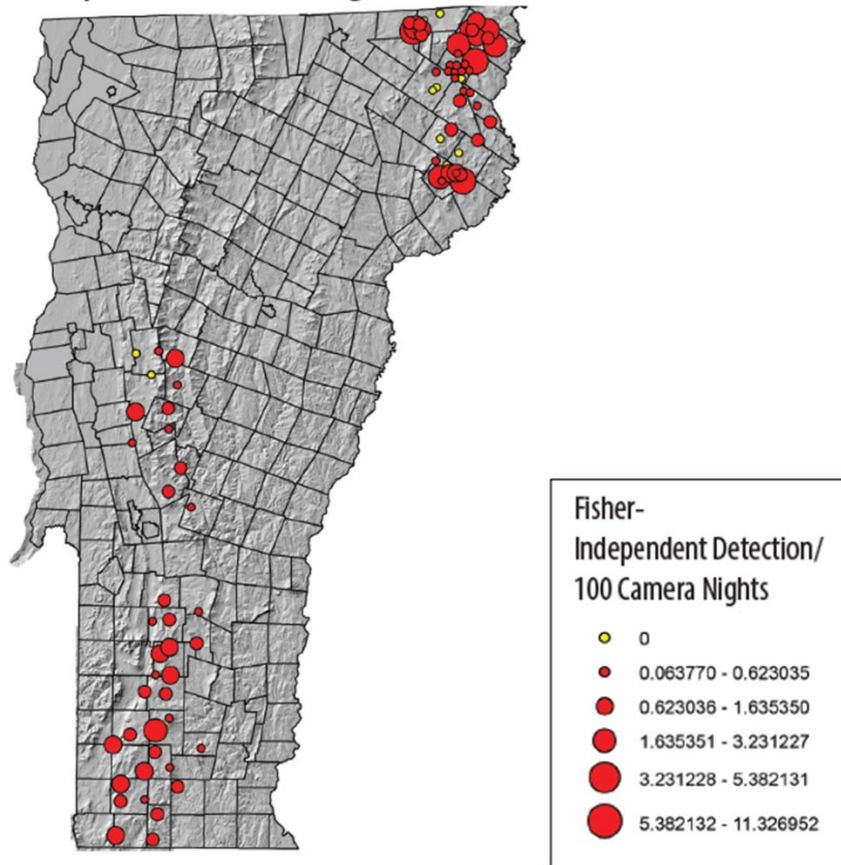 Fisher-
Independent Detection/
100 Camera Nights
0
0.063770 - 0.623035
0.623036 - 1.635350
1.635351 - 3.231227
3.231228 - 5.382131
5.382132 - 11.326952